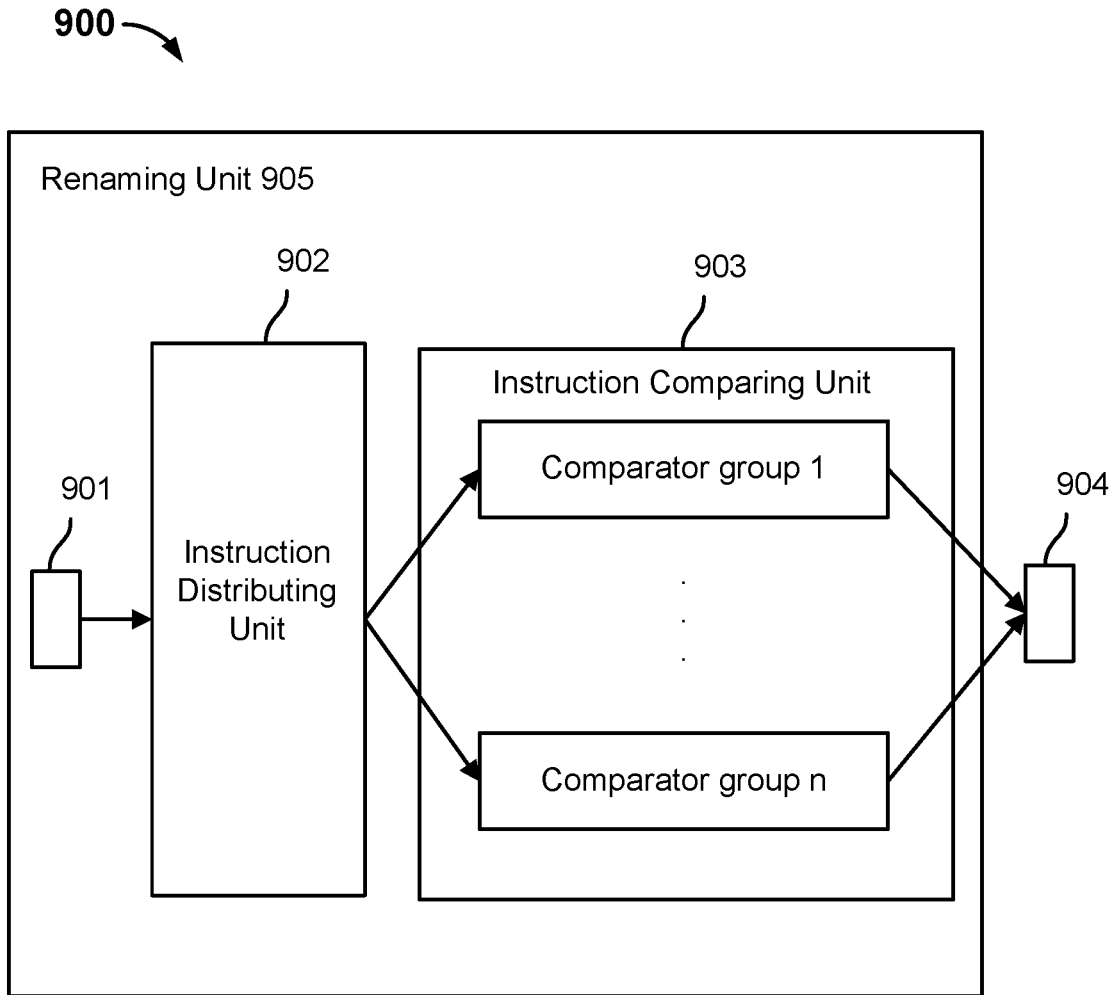 900
Renaming Unit 905
902
903
Instruction Comparing Unit
Comparator group 1
901
904
Instruction
Distributing
Unit
.
.
.
Comparator group n